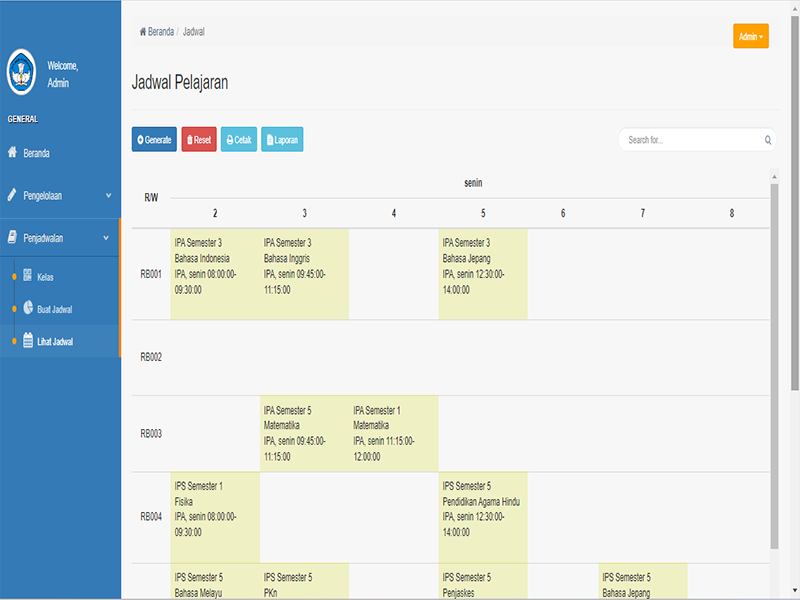 Welcome,
Admin
GENERAL
Beranda
Pengelolaan
Penjadwalan
Kelas
Buat Jadwal
Lihat Jadwal
Beranda / Jadwal
Admin
Jadwal Pelajaran
Generate Reset Cetak Laporan
Search for...
R/W
senin
2 3 4 5 6 7 8
RB001
IPA Semester 3
Bahasa Indonesia
IPA, senin 08:00:00-
09:30:00
IPA Semester 3
Bahasa Inggris
IPA, senin 09:45:00-
11:15:00
IPA Semester 3
Bahasa Jepang
IPA, senin 12:30:00-
14:00:00
RB002
RB003
IPA Semester 5
Matematika
IPA, senin 09:45:00-
11:15:00
IPA Semester 1
Matematika
IPA, senin 11:15:00-
12:00:00
RB004
IPS Semester 1
Fisika
IPA, senin 08:00:00-
09:30:00
IPS Semester 5
Pendidikan Agama Hindu
IPA, senin 12:30:00-
14:00:00
IPS Semester 5
Bahasa Melayu
IPS Semester 5
PKn
IPS Semester 5
Penjaskes
IPS Semester 5
Bahasa Jepang